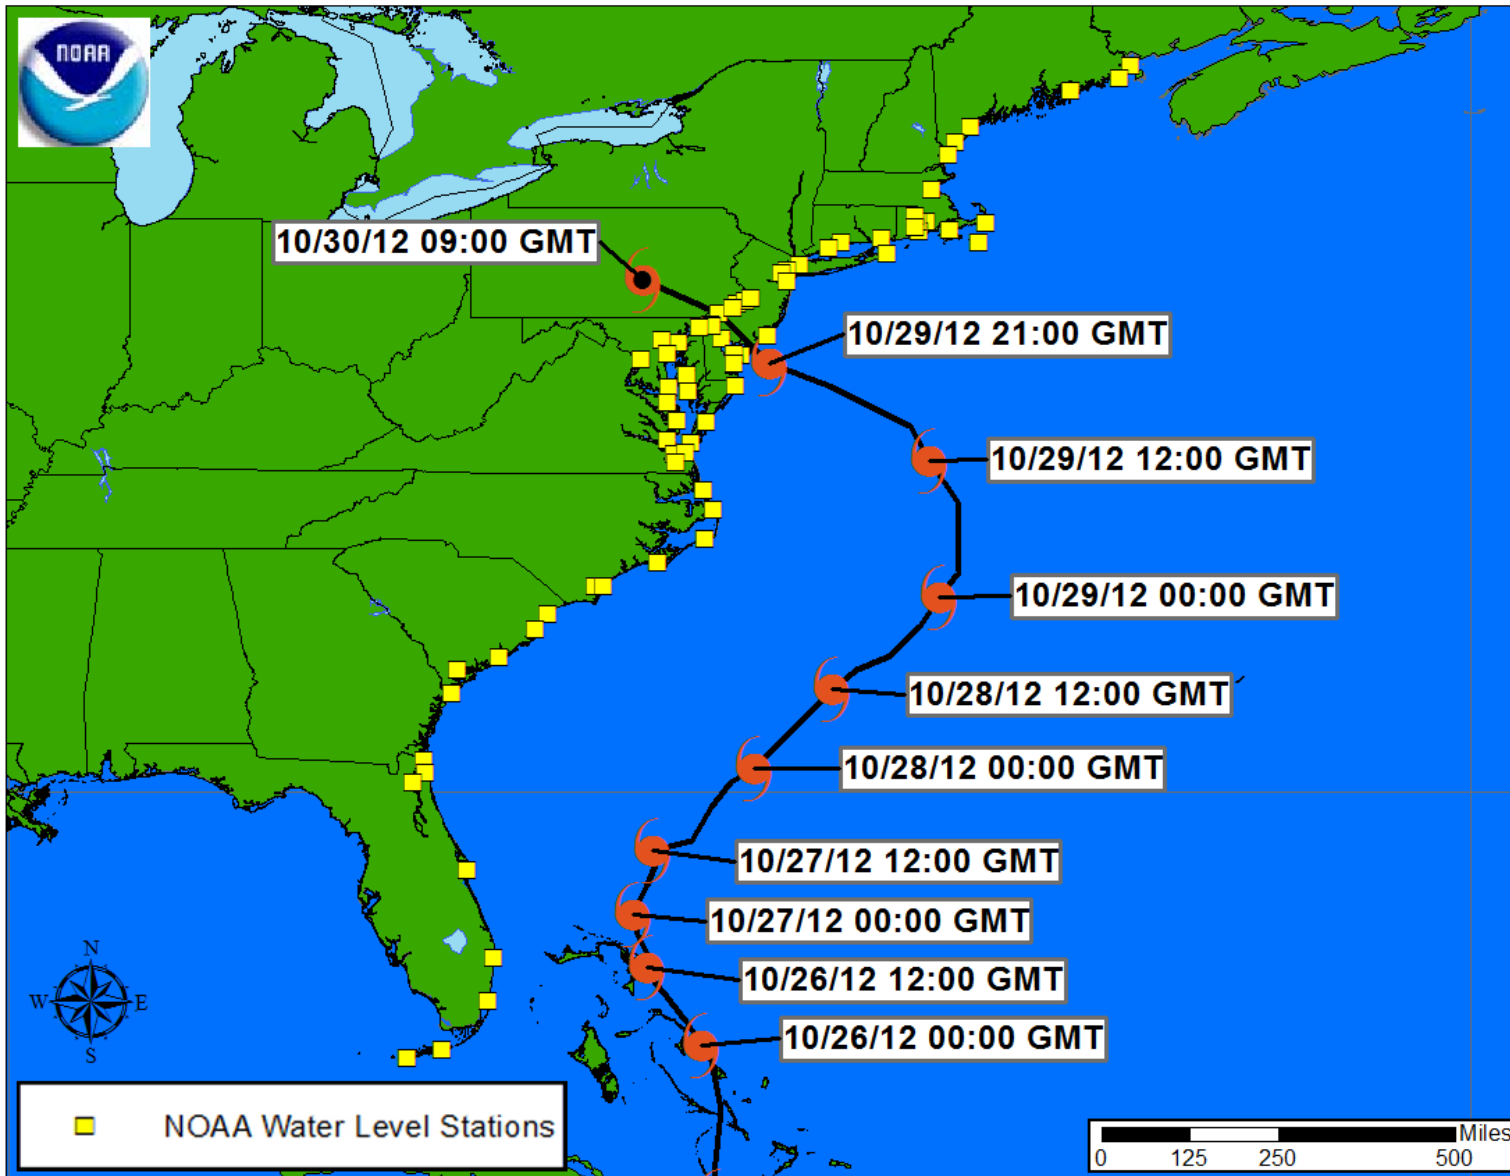 NOAA
10/30/12 09:00 GMT
10/29/12 21:00 GMT
10/29/12 12:00 GMT
10/29/12 00:00 GMT
10/28/12 12:00 GMT
10/28/12 00:00 GMT
10/27/12 12:00 GMT
10/27/12 00:00 GMT
10/26/12 12:00 GMT
10/26/12 00:00 GMT
N
W E
S
NOAA Water Level Stations
Miles
0 125 250 500